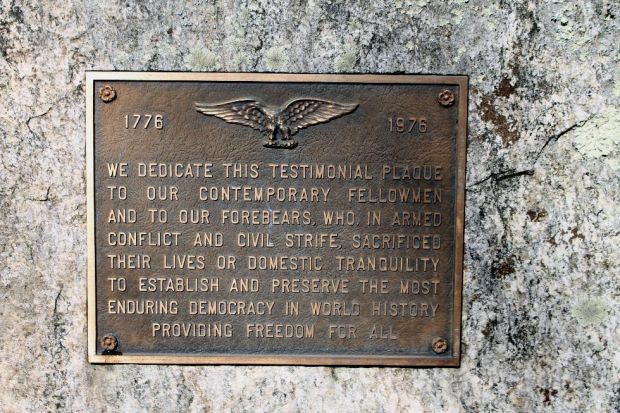 1776 1976
WE DEDICATE THIS TESTIMONIAL PLAQUE
TO OUR CONTEMPORARY FELLOWMEN
AND TO OUR FOREBEARS, WHO, IN ARMED
CONFLICT AND CIVIL STRIFE, SACRIFICED
THEIR LIVES OR DOMESTIC TRANQUILITY
TO ESTABLISH AND PRESERVE THE MOST
ENDURING DEMOCRACY IN WORLD HISTORY
PROVIDING FREEDOM FOR ALL